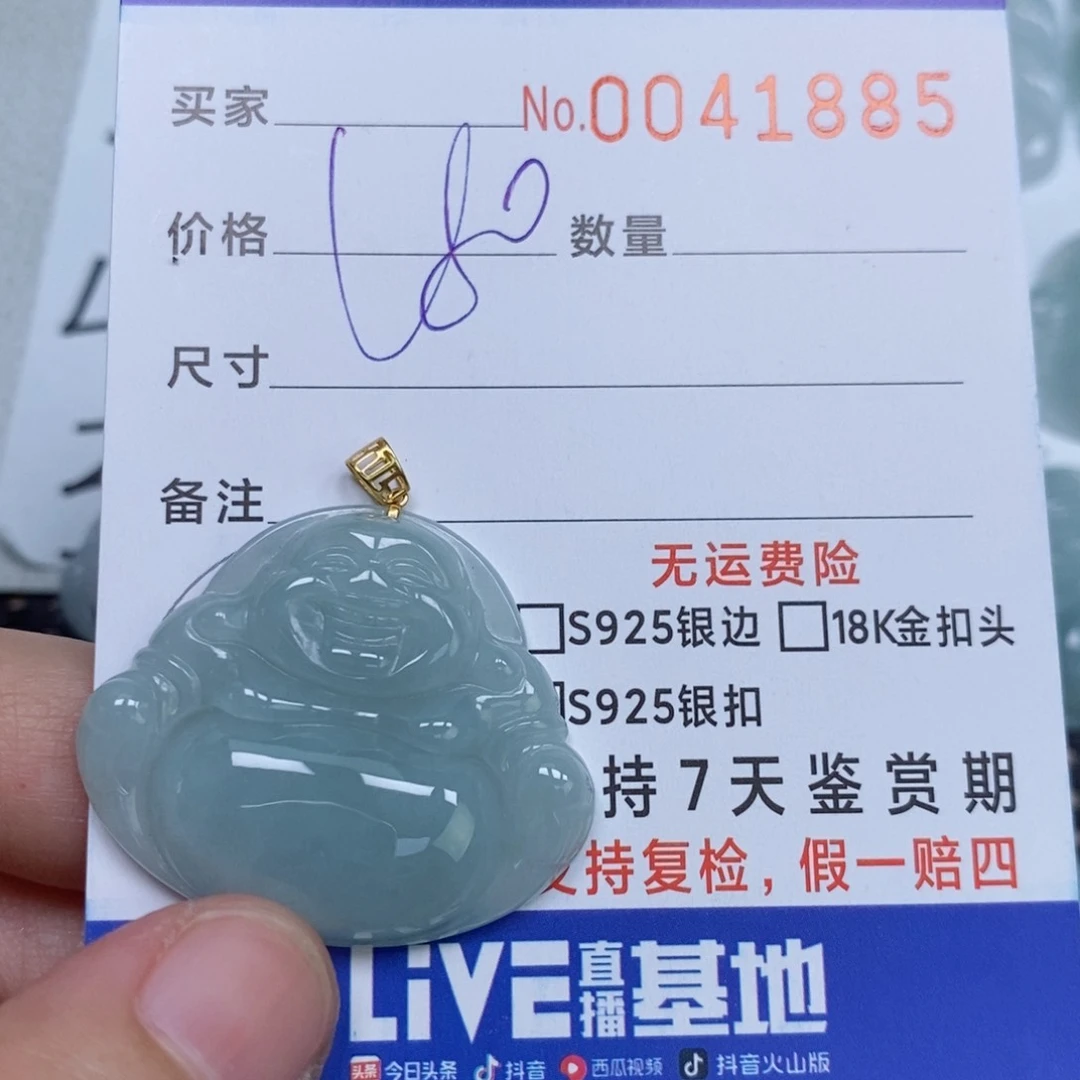 买家 No.0041885
价格 数量
尺寸
备注
无运费险
S925银边 18K金扣头
S925银扣
持7天鉴赏期
支持复检，假一赔四
LiVE直播基地
头条 今日头条 抖音 西瓜视频 抖音火山版